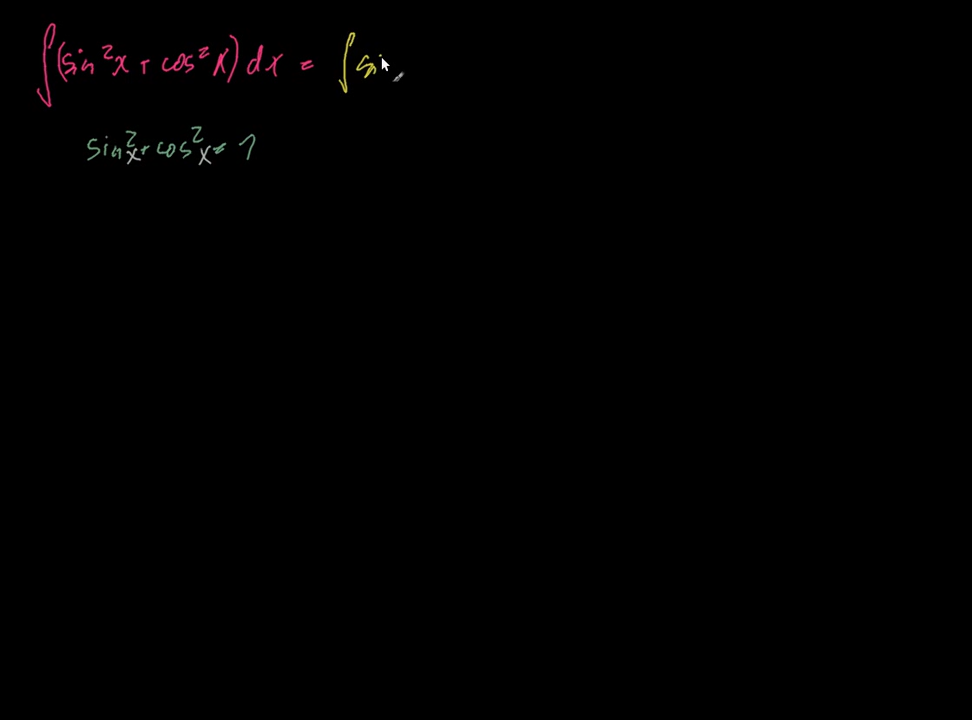 ∫(sin²x + cos²x) dx = ∫ si
sin²x + cos²x = 1